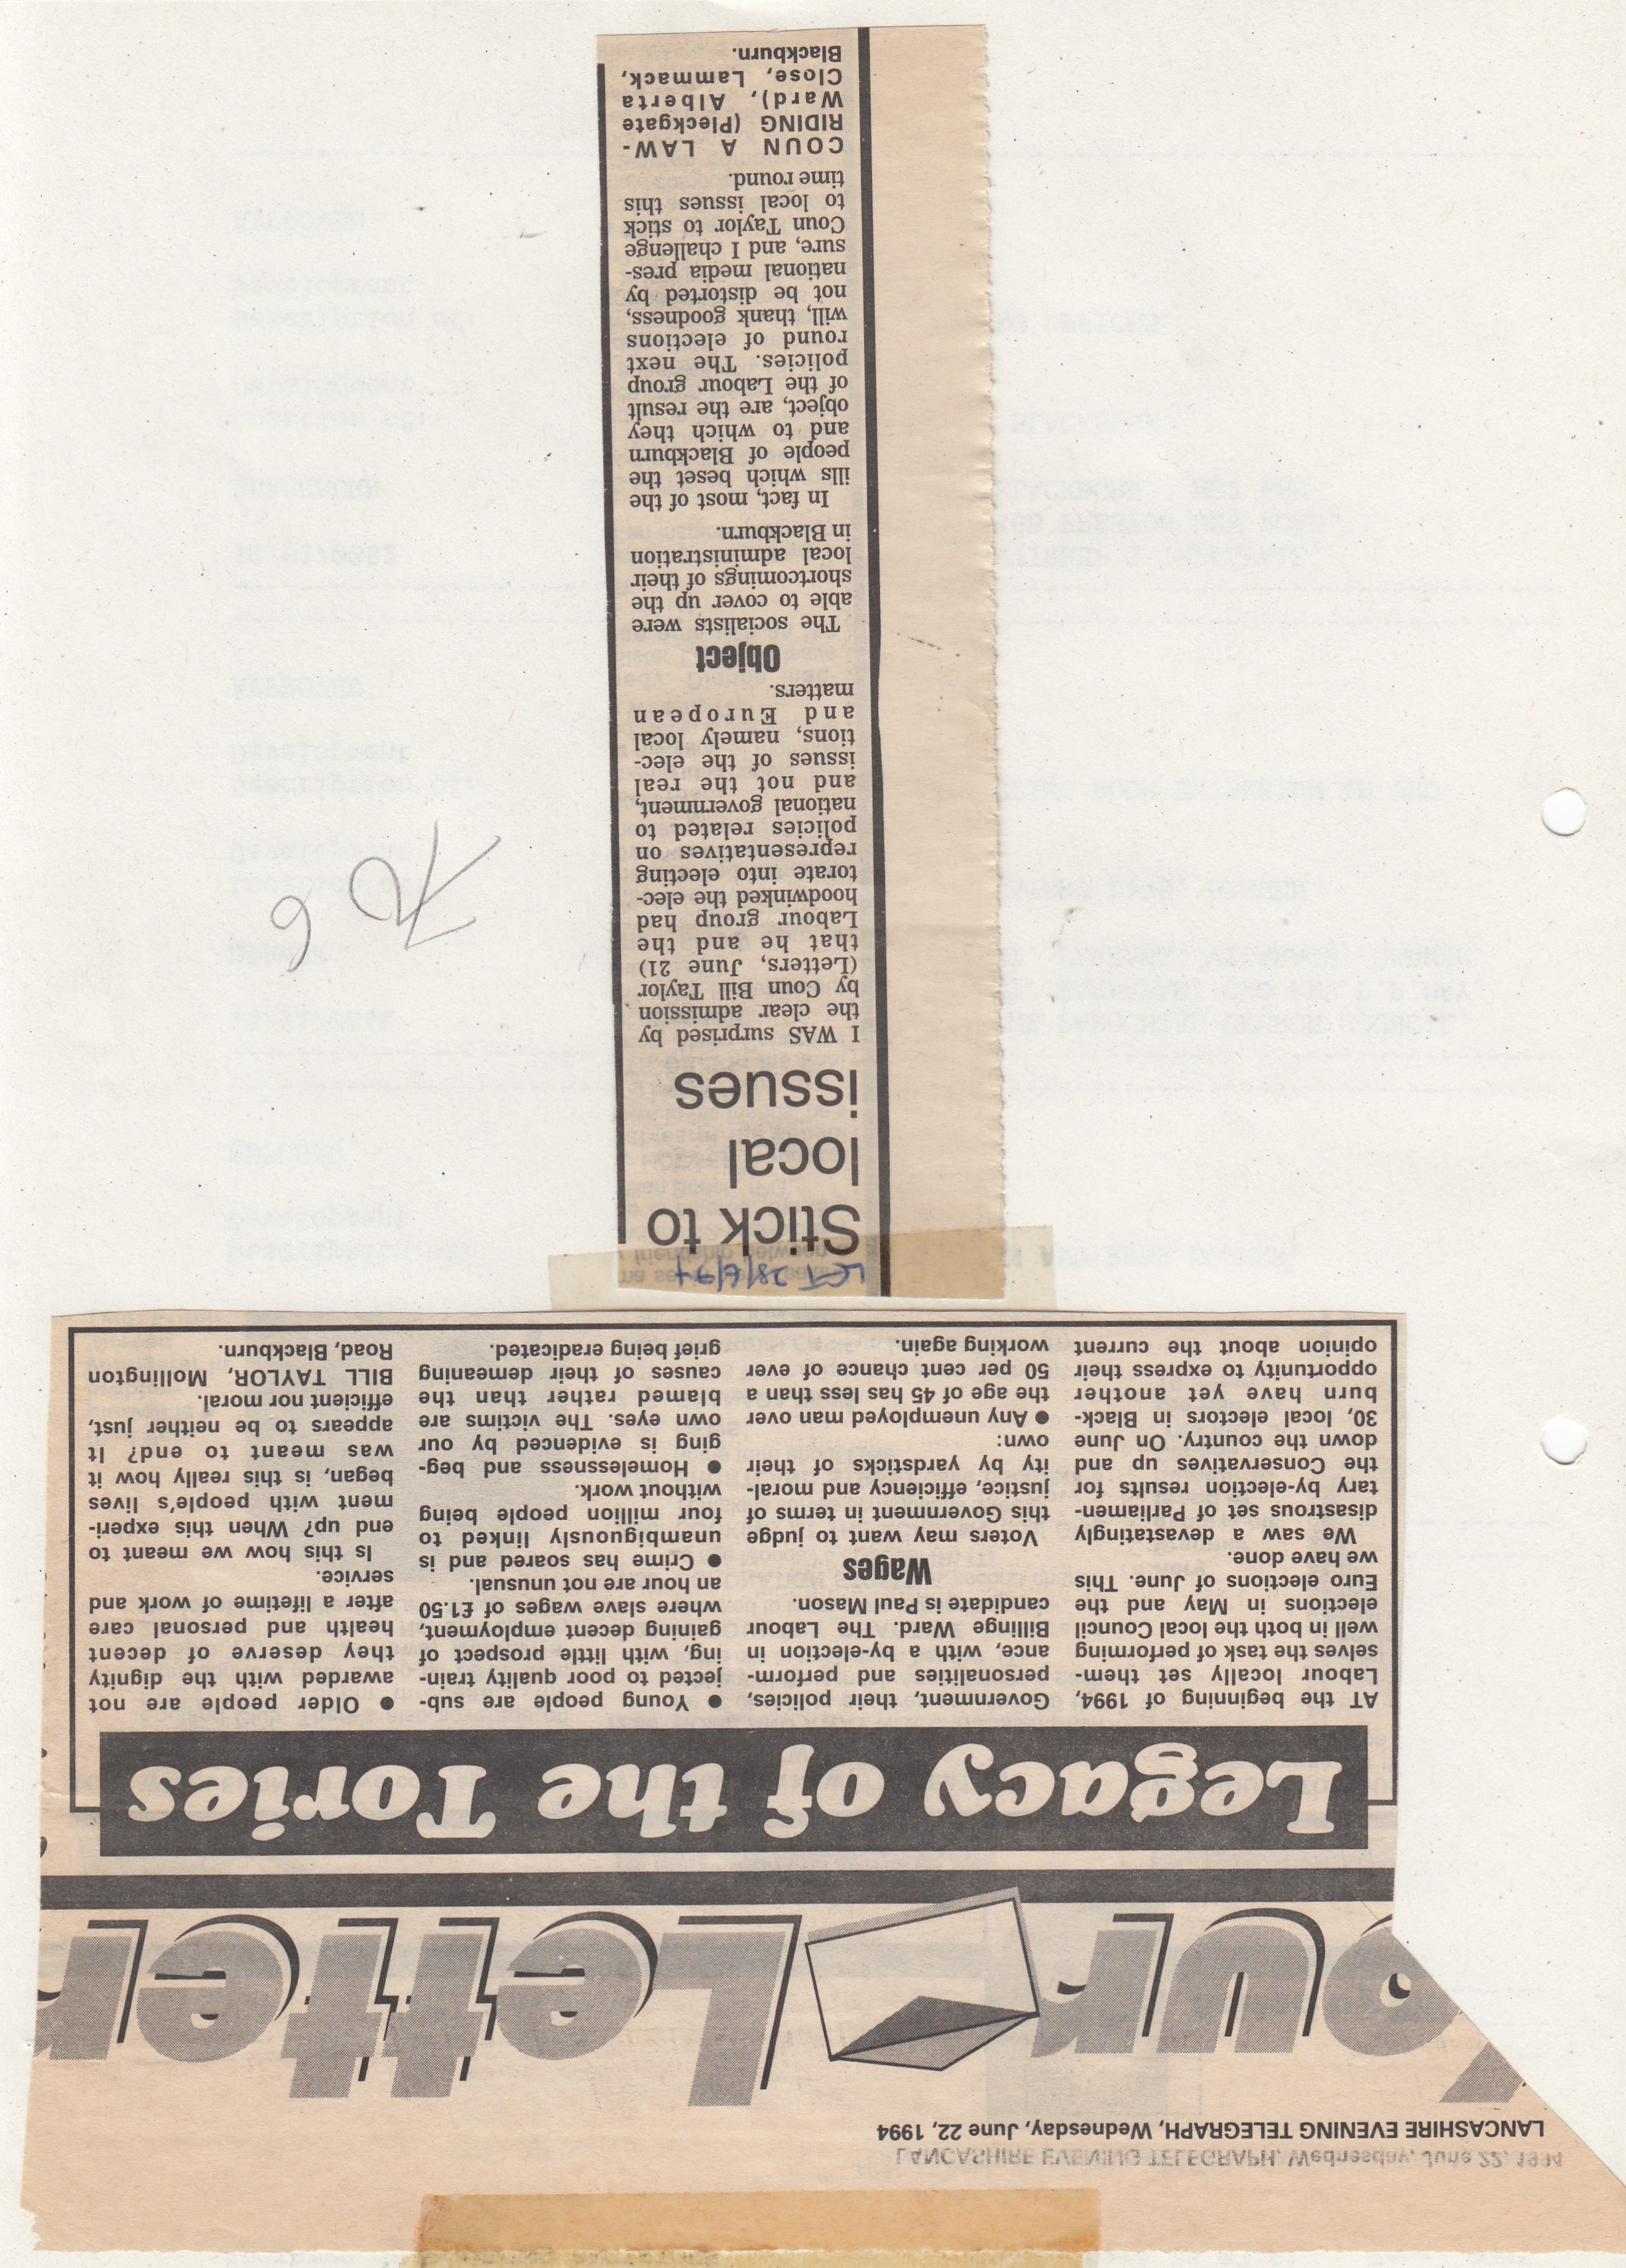 LANCASHIRE EVENING TELEGRAPH, Wednesday, June 22, 1994
Your Letter
Legacy of the Tories
AT the beginning of 1994,
Labour locally set them-
selves the task of performing
well in both the local Council
elections in May and the
Euro elections of June. This
we have done.
We saw a devastatingly
disastrous set of Parliamen-
tary by-election results for
the Conservatives up and
down the country. On June
30, local electors in Black-
burn have yet another
opportunity to express their
opinion about the current
Government, their policies,
personalities and perform-
ance, with a by-election in
Billinge Ward. The Labour
candidate is Paul Mason.
Wages
Voters may want to judge
this Government in terms of
justice, efficiency and moral-
ity by yardsticks of their
own:
● Any unemployed man over
the age of 45 has less than a
50 per cent chance of ever
working again.
● Young people are sub-
jected to poor quality train-
ing, with little prospect of
gaining decent employment,
where slave wages of £1.50
an hour are not unusual.
● Crime has soared and is
unambiguously linked to
four million people being
without work.
● Homelessness and beg-
ging is evidenced by our
own eyes. The victims are
blamed rather than the
causes of their demeaning
grief being eradicated.
● Older people are not
awarded with the dignity
they deserve of decent
health and personal care
after a lifetime of work and
service.
Is this how we meant to
end up? When this experi-
ment with people's lives
began, is this really how it
was meant to end? It
appears to be neither just,
efficient nor moral.
BILL TAYLOR, Mollington
Road, Blackburn.
LET 28/6/94
Stick to
local
issues
I WAS surprised by
the clear admission
by Coun Bill Taylor
(Letters, June 21)
that he and the
Labour group had
hoodwinked the elec-
torate into electing
representatives on
policies related to
national government,
and not the real
issues of the elec-
tions, namely local
and European
matters.
Object
The socialists were
able to cover up the
shortcomings of their
local administration
in Blackburn.
In fact, most of the
ills which beset the
people of Blackburn
and to which they
object, are the result
of the Labour group
policies. The next
round of elections
will, thank goodness,
not be distorted by
national media pres-
sure, and I challenge
Coun Taylor to stick
to local issues this
time round.
COUN A LAW-
RIDING (Pleckgate
Ward), Alberta
Close, Lammack,
Blackburn.